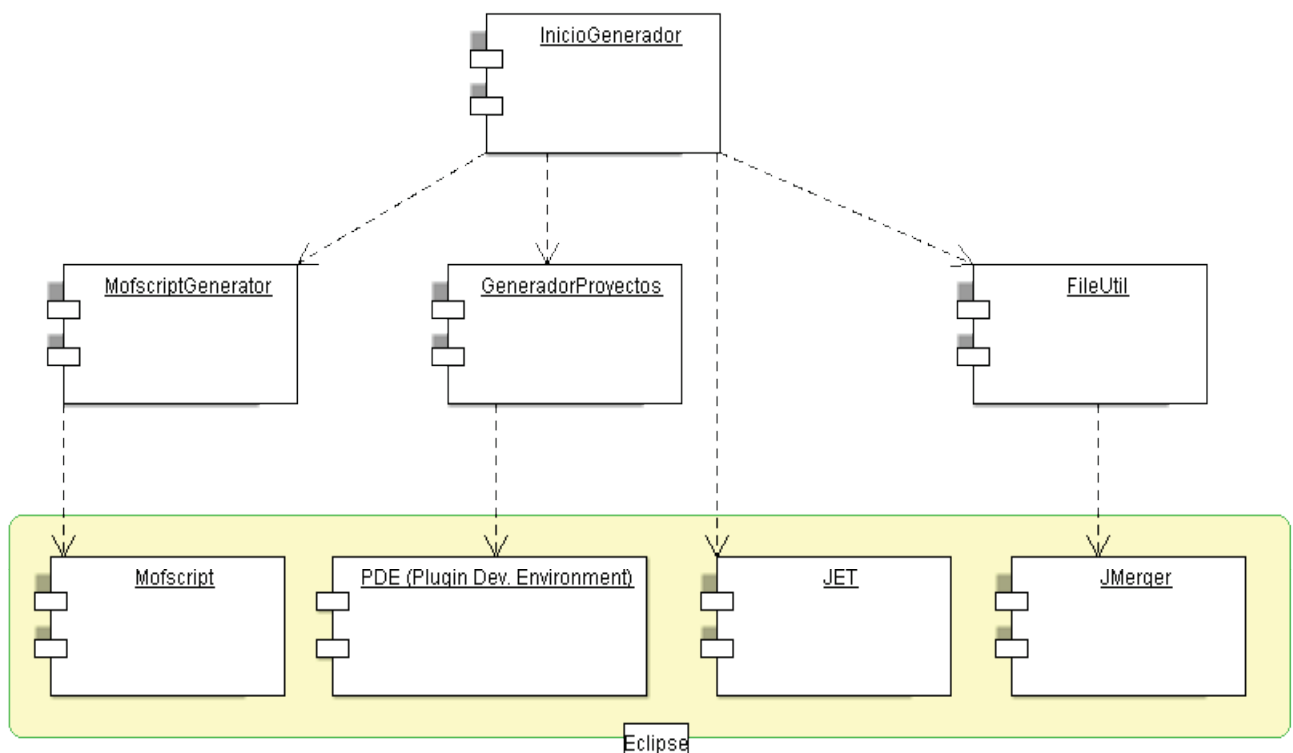 InicioGenerador
MofscriptGenerator
GeneradorProyectos
FileUtil
Mofscript
PDE (Plugin Dev. Environment)
JET
JMerger
Eclipse